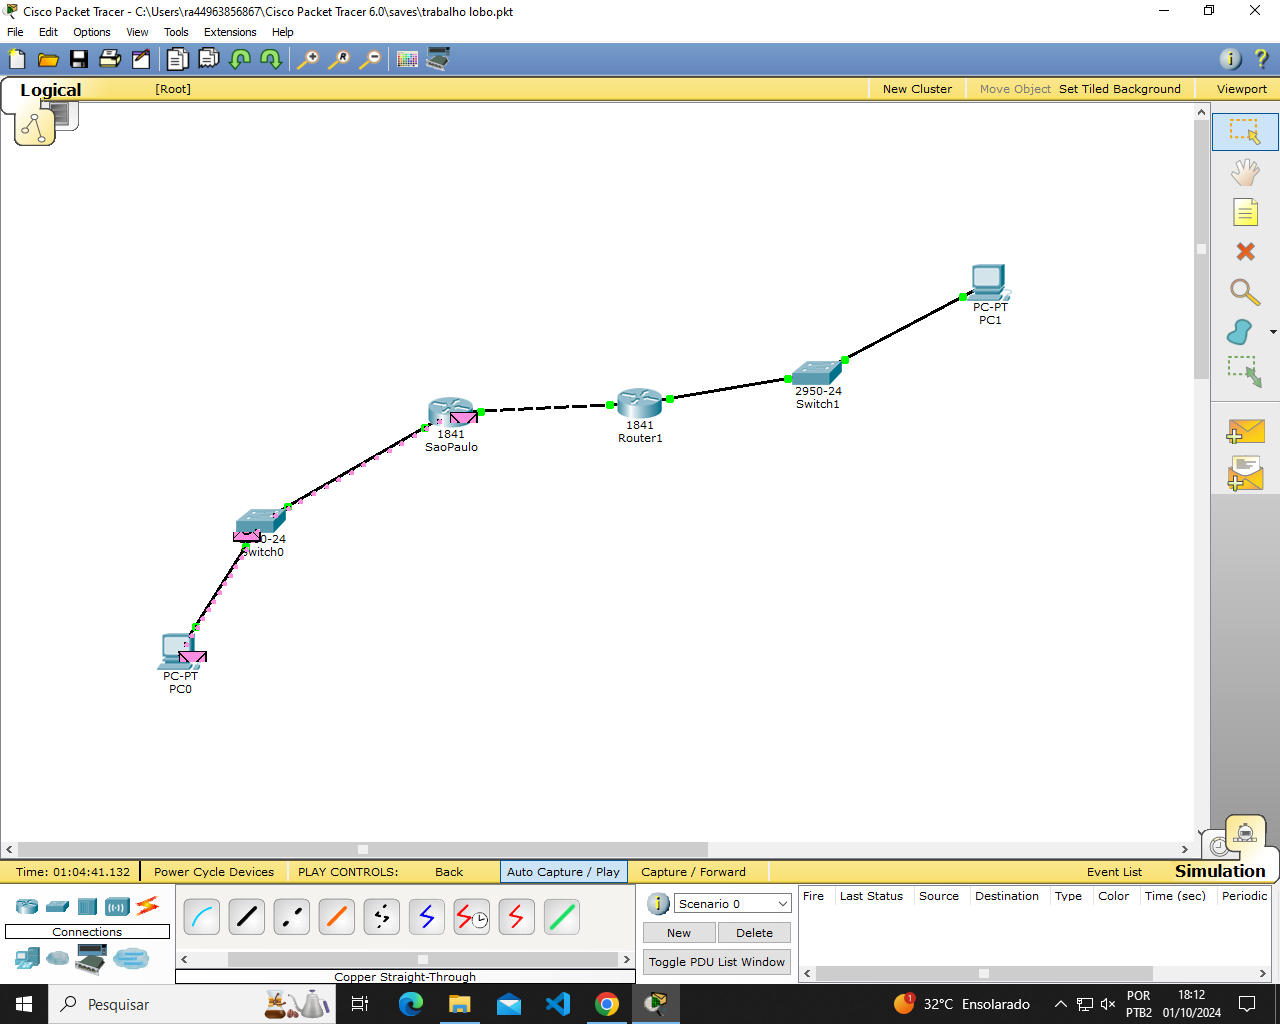 Cisco Packet Tracer - C:\Users\ra44963856867\Cisco Packet Tracer 6.0\saves\trabalho lobo.pkt
File Edit Options View Tools Extensions Help
Logical [Root] New Cluster Move Object Set Tiled Background Viewport
PC-PT
PC1
2950-24
Switch1
1841
Router1
1841
SaoPaulo
0-24
witch0
PC-PT
PC0
Time: 01:04:41.132 Power Cycle Devices PLAY CONTROLS: Back Auto Capture / Play Capture / Forward Event List Simulation
Connections
Copper Straight-Through
Scenario 0
New Delete
Toggle PDU List Window
Fire Last Status Source Destination Type Color Time (sec) Periodic
Pesquisar
1
32°C Ensolarado
POR
PTB2
18:12
01/10/2024